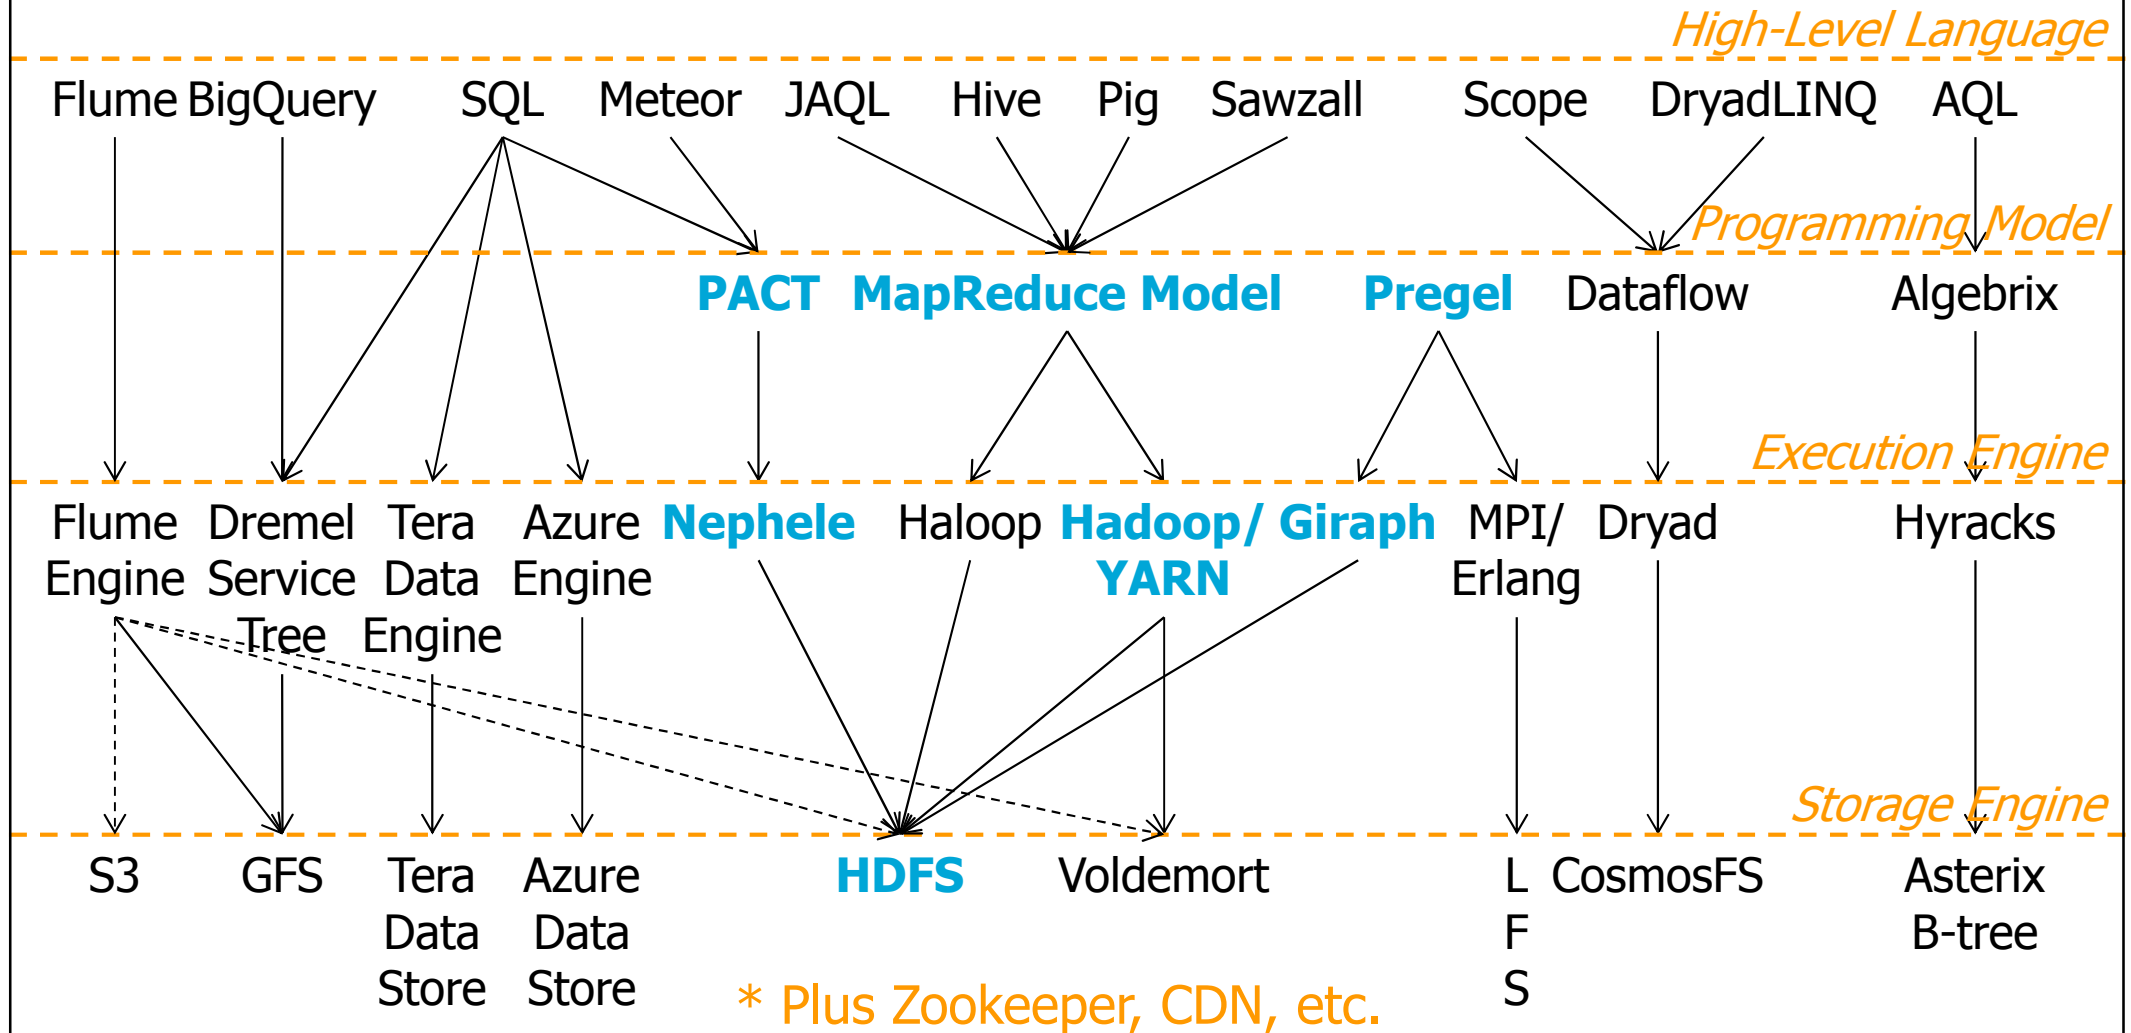 High-Level Language
Flume BigQuery SQL Meteor JAQL Hive Pig Sawzall Scope DryadLINQ AQL
Programming Model
PACT MapReduce Model Pregel Dataflow Algebrix
Execution Engine
Flume Dremel Tera Azure Nephele Haloop Hadoop/ Giraph MPI/ Dryad Hyracks
Engine Service Data Engine YARN Erlang
Tree Engine
Storage Engine
S3 GFS Tera Azure HDFS Voldemort L CosmosFS Asterix
Data Data F B-tree
Store Store S
* Plus Zookeeper, CDN, etc.